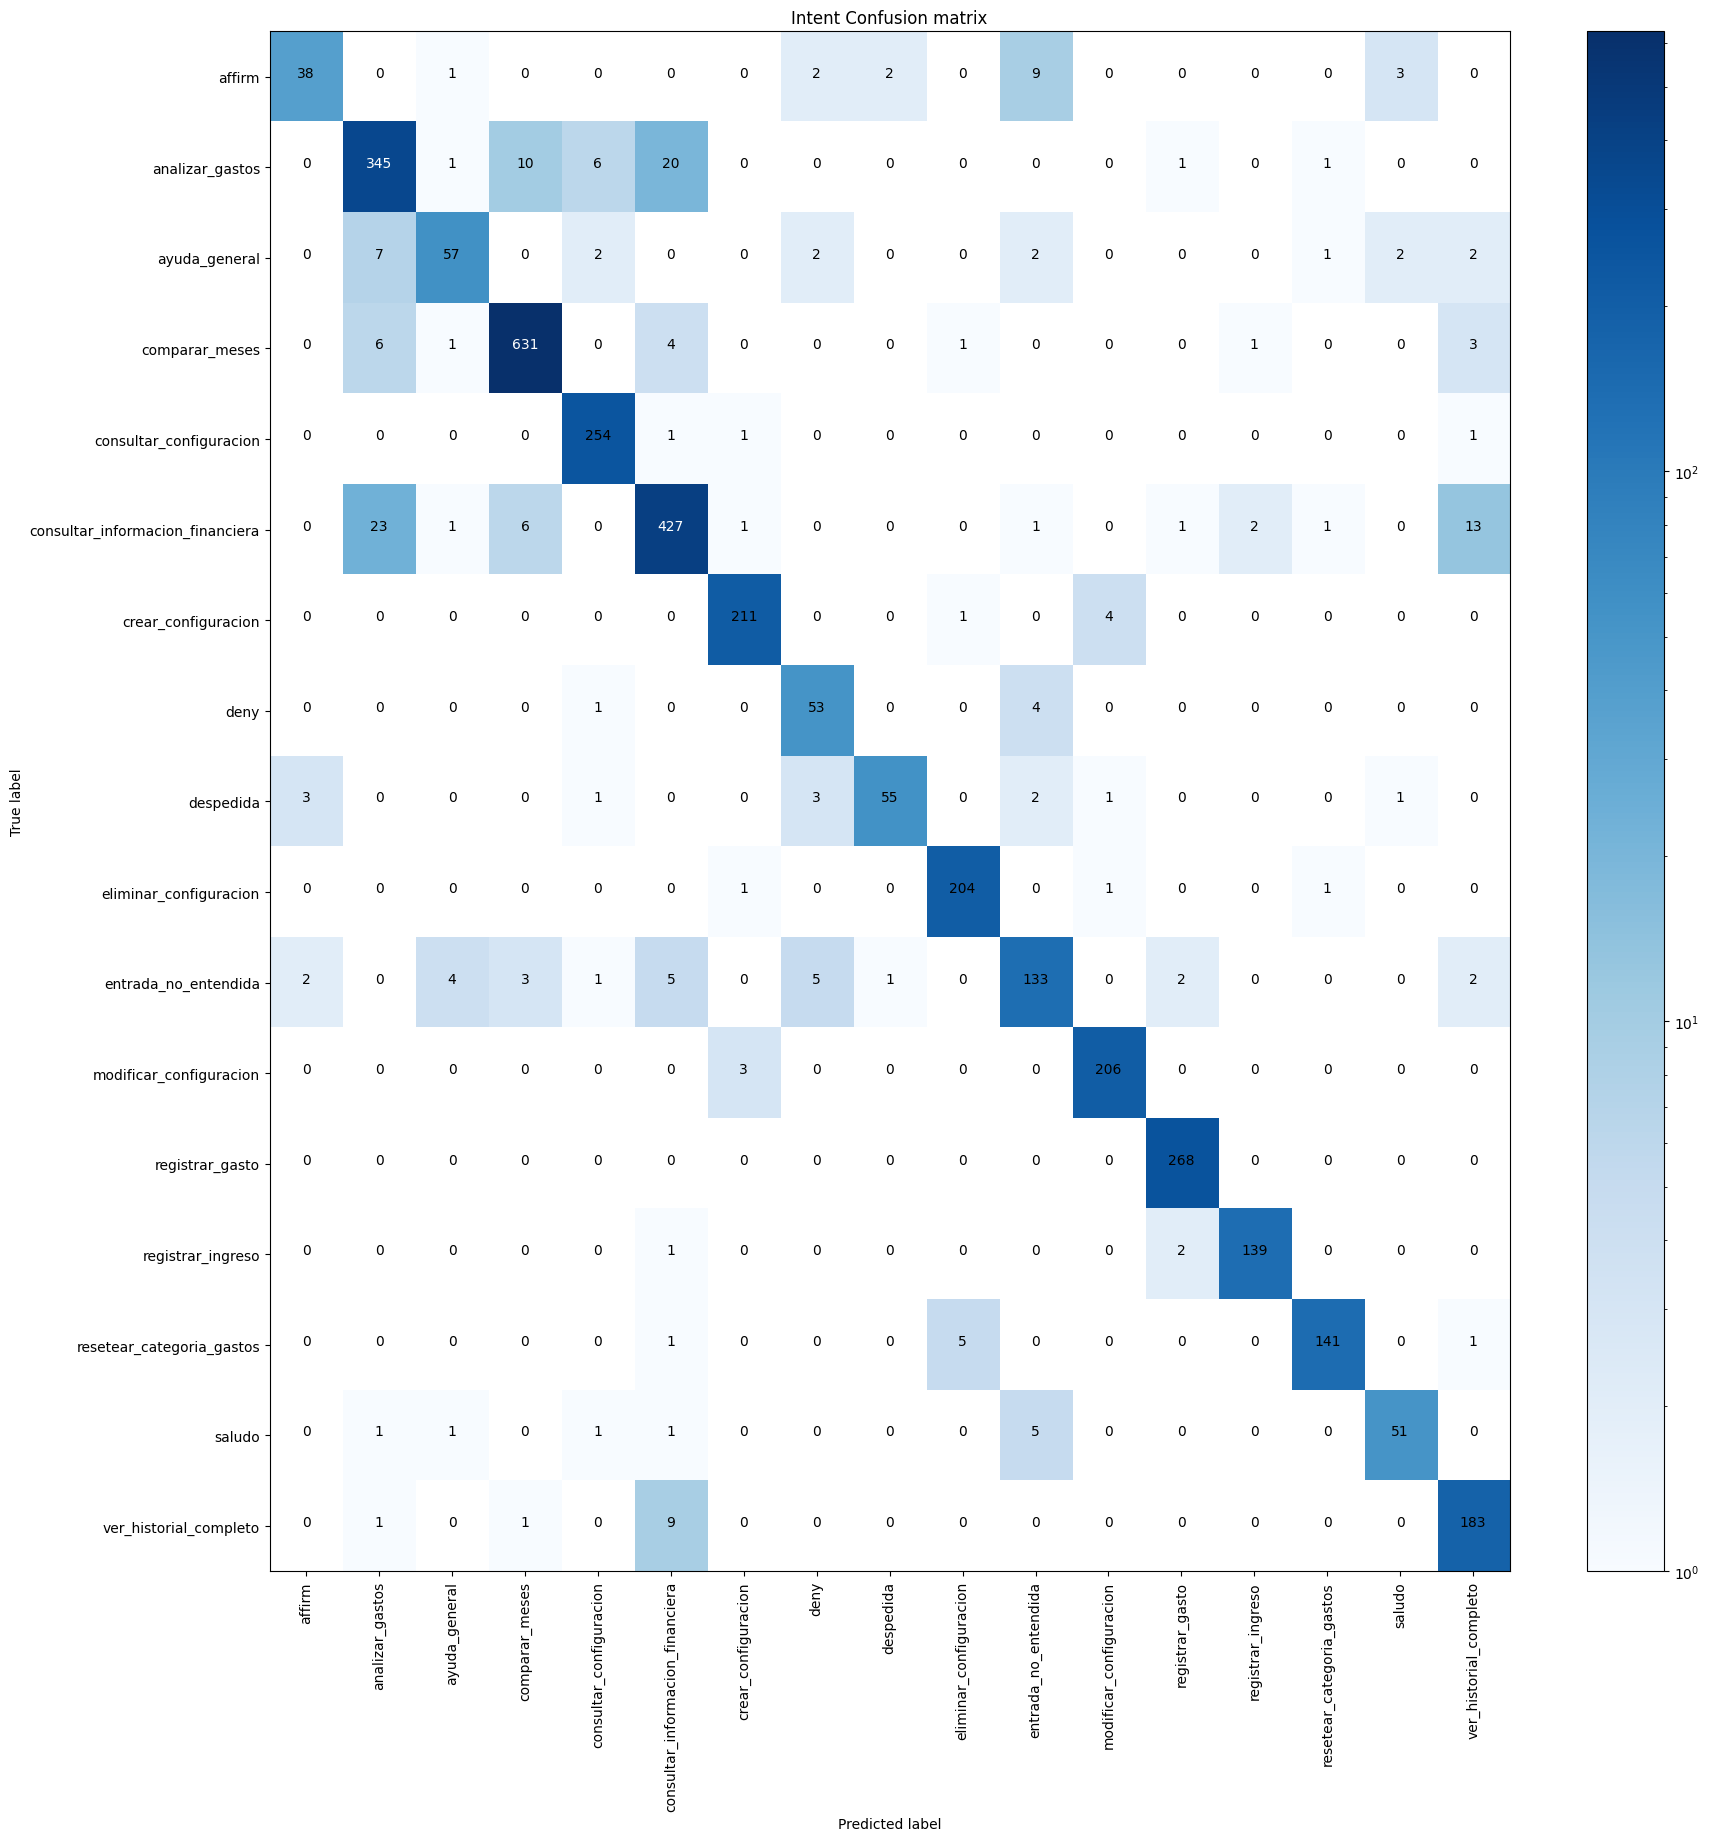 Intent Confusion matrix
affirm 38 0 1 0 0 0 0 2 2 0 9 0 0 0 0 3 0
analizar_gastos 0 345 1 10 6 20 0 0 0 0 0 0 1 0 1 0 0
ayuda_general 0 7 57 0 2 0 0 2 0 0 2 0 0 0 1 2 2
comparar_meses 0 6 1 631 0 4 0 0 0 1 0 0 0 1 0 0 3
consultar_configuracion 0 0 0 0 254 1 1 0 0 0 0 0 0 0 0 0 1
consultar_informacion_financiera 0 23 1 6 0 427 1 0 0 0 1 0 1 2 1 0 13
crear_configuracion 0 0 0 0 0 0 211 0 0 1 0 4 0 0 0 0 0
deny 0 0 0 0 1 0 0 53 0 0 4 0 0 0 0 0 0
despedida 3 0 0 0 1 0 0 3 55 0 2 1 0 0 0 1 0
eliminar_configuracion 0 0 0 0 0 0 1 0 0 204 0 1 0 0 1 0 0
entrada_no_entendida 2 0 4 3 1 5 0 5 1 0 133 0 2 0 0 0 2
modificar_configuracion 0 0 0 0 0 0 3 0 0 0 0 206 0 0 0 0 0
registrar_gasto 0 0 0 0 0 0 0 0 0 0 0 0 268 0 0 0 0
registrar_ingreso 0 0 0 0 0 1 0 0 0 0 0 0 2 139 0 0 0
resetear_categoria_gastos 0 0 0 0 0 1 0 0 0 5 0 0 0 0 141 0 1
saludo 0 1 1 0 1 1 0 0 0 0 5 0 0 0 0 51 0
ver_historial_completo 0 1 0 1 0 9 0 0 0 0 0 0 0 0 0 0 183
True label
affirm
analizar_gastos
ayuda_general
comparar_meses
consultar_configuracion
consultar_informacion_financiera
crear_configuracion
deny
despedida
eliminar_configuracion
entrada_no_entendida
modificar_configuracion
registrar_gasto
registrar_ingreso
resetear_categoria_gastos
saludo
ver_historial_completo
Predicted label
10²
10¹
10⁰